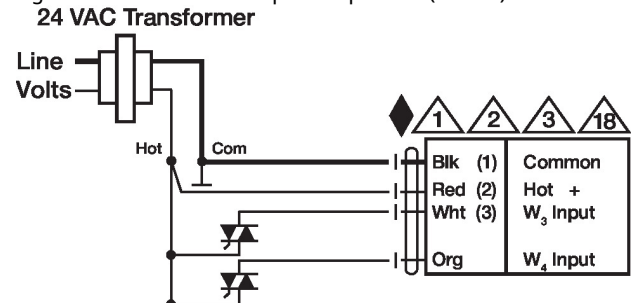 24 VAC Transformer
Line
Volts
Hot Com
1 2 3 18
Blk (1) Common
Red (2) Hot +
Wht (3) W3 Input
Org W4 Input